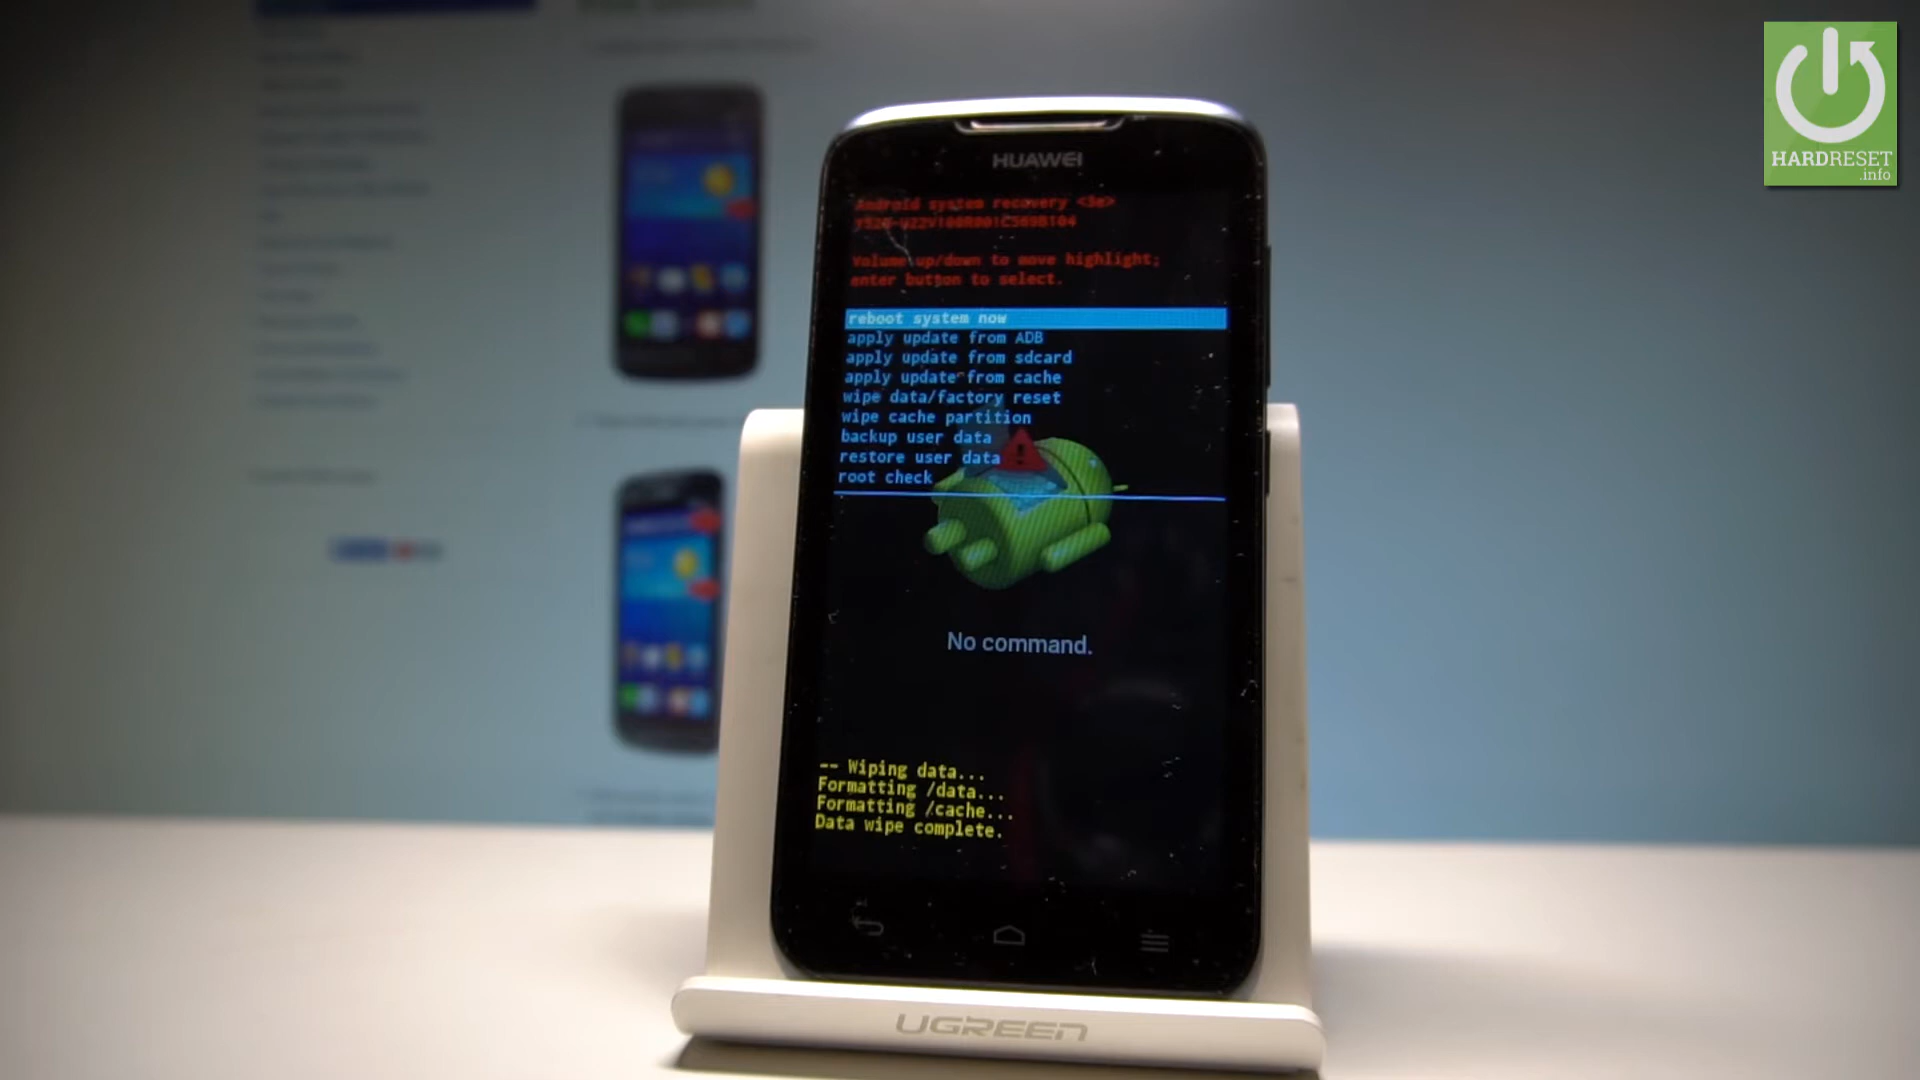 HARDRESET
.info
HUAWEI
Android system recovery <3e>
Volume up/down to move highlight;
enter button to select.
reboot system now
apply update from ADB
apply update from sdcard
apply update from cache
wipe data/factory reset
wipe cache partition
backup user data
restore user data
root check
No command.
-- Wiping data...
Formatting /data...
Formatting /cache...
Data wipe complete.
UGREEN